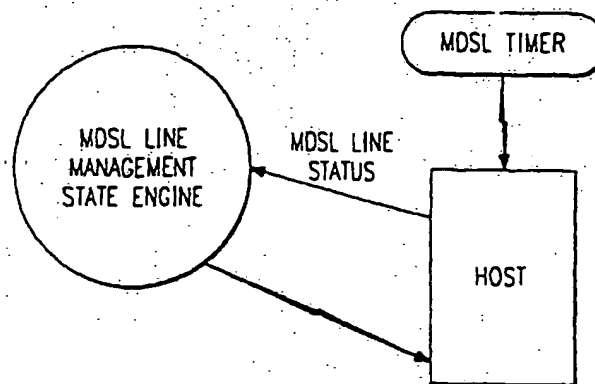 MDSL TIMER
MDSL LINE
MANAGEMENT
STATE ENGINE
MDSL LINE
STATUS
HOST